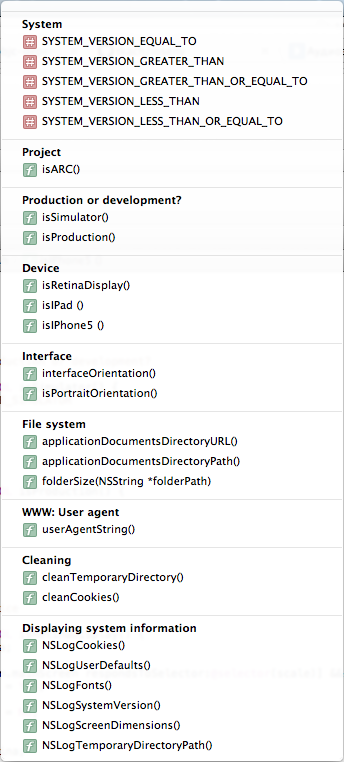 System
# SYSTEM_VERSION_EQUAL_TO
# SYSTEM_VERSION_GREATER_THAN
# SYSTEM_VERSION_GREATER_THAN_OR_EQUAL_TO
# SYSTEM_VERSION_LESS_THAN
# SYSTEM_VERSION_LESS_THAN_OR_EQUAL_TO
Project
f isARC()
Production or development?
f isSimulator()
f isProduction()
Device
f isRetinaDisplay()
f isIPad ()
f isIPhone5 ()
Interface
f interfaceOrientation()
f isPortraitOrientation()
File system
f applicationDocumentsDirectoryURL()
f applicationDocumentsDirectoryPath()
f folderSize(NSString *folderPath)
WWW: User agent
f userAgentString()
Cleaning
f cleanTemporaryDirectory()
f cleanCookies()
Displaying system information
f NSLogCookies()
f NSLogUserDefaults()
f NSLogFonts()
f NSLogSystemVersion()
f NSLogScreenDimensions()
f NSLogTemporaryDirectoryPath()